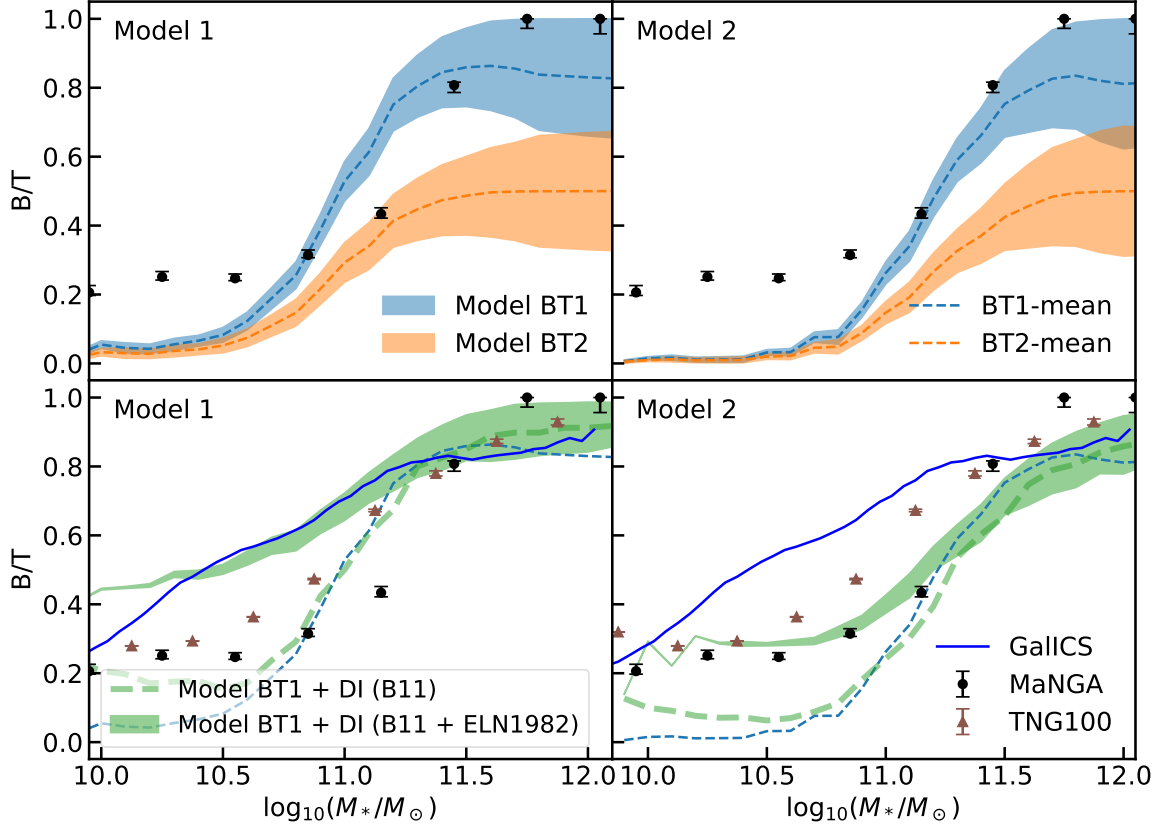 Model 1
Model 2
1.0
0.8
0.6
0.4
0.2
0.0
B/T
Model BT1
Model BT2
BT1-mean
BT2-mean
Model 1
Model 2
1.0
0.8
0.6
0.4
0.2
0.0
B/T
Model BT1 + DI (B11)
Model BT1 + DI (B11 + ELN1982)
GalICS
MaNGA
TNG100
10.0 10.5 11.0 11.5 12.0
10.0 10.5 11.0 11.5 12.0
log₁₀(M*/M⊙)
log₁₀(M*/M⊙)